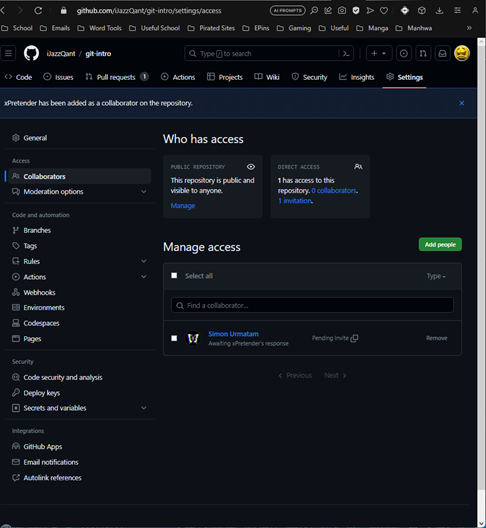 github.com/iJazzQant/git-intro/settings/access
AI PROMPTS
School Emails Word Tools Useful School Pirated Sites EPins Gaming Useful Manga Manhwa
iJazzQant / git-intro
Type / to search
Code Issues Pull requests 1 Actions Projects Wiki Security Insights Settings
xPretender has been added as a collaborator on the repository.
General
Access
Collaborators
Moderation options
Code and automation
Branches
Tags
Rules
Actions
Webhooks
Environments
Codespaces
Pages
Security
Code security and analysis
Deploy keys
Secrets and variables
Integrations
GitHub Apps
Email notifications
Autolink references
Who has access
PUBLIC REPOSITORY
This repository is public and
visible to anyone.
Manage
DIRECT ACCESS
1 has access to this
repository. 0 collaborators.
1 invitation.
Manage access
Add people
Select all
Type
Find a collaborator...
Simon Urmatam
Awaiting xPretender's response
Pending Invite
Remove
Previous Next